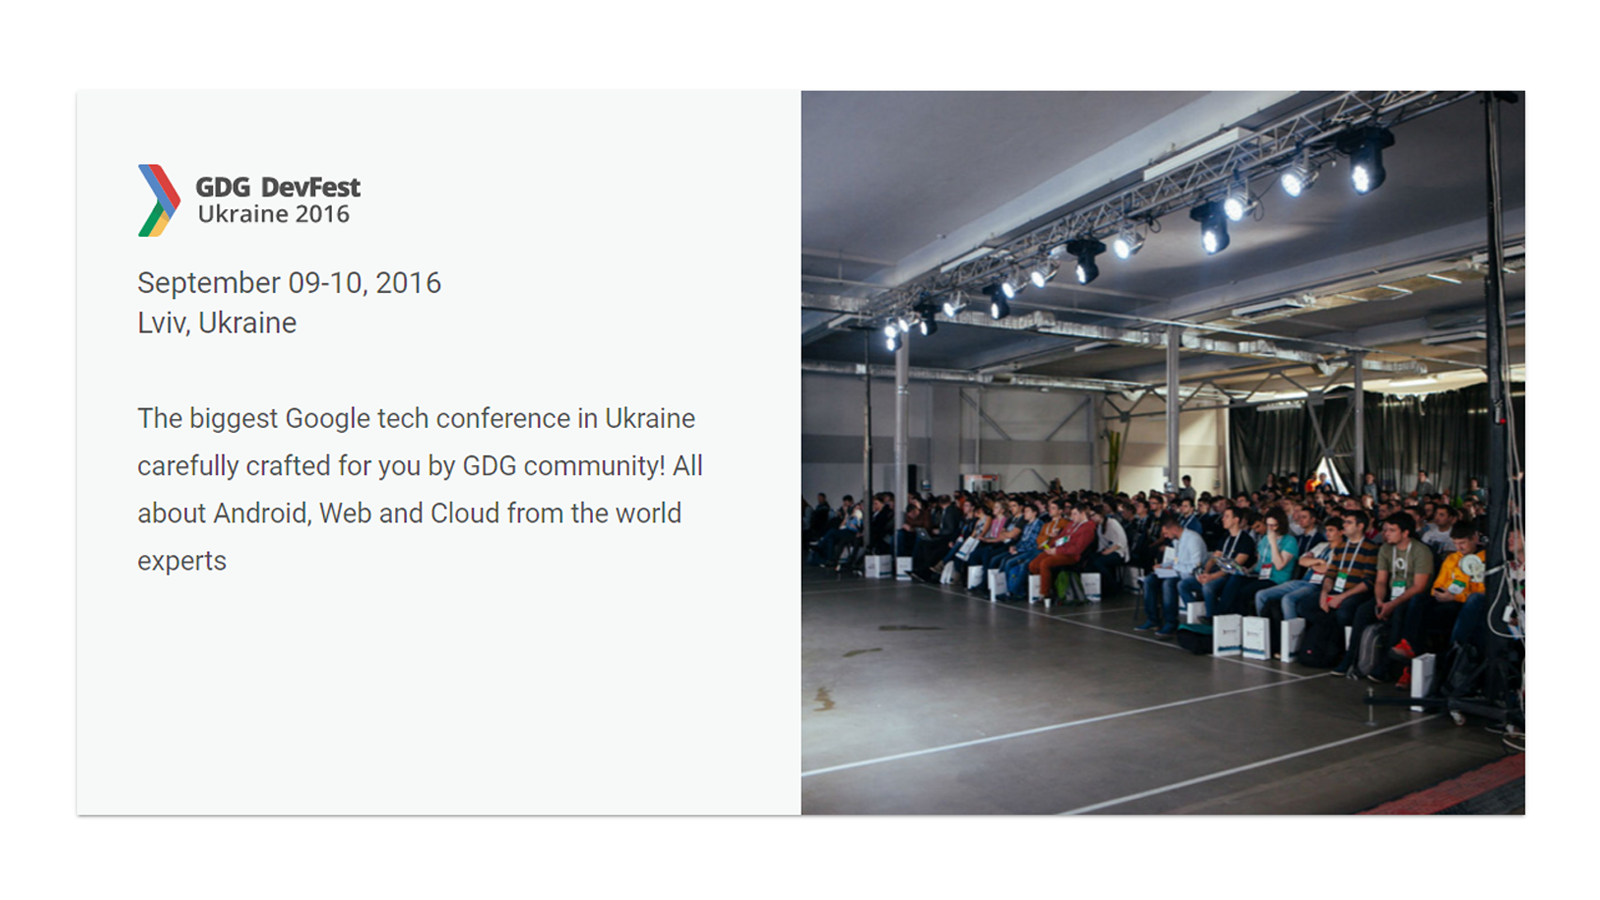 GDG DevFest
Ukraine 2016
September 09-10, 2016
Lviv, Ukraine
The biggest Google tech conference in Ukraine
carefully crafted for you by GDG community! All
about Android, Web and Cloud from the world
experts